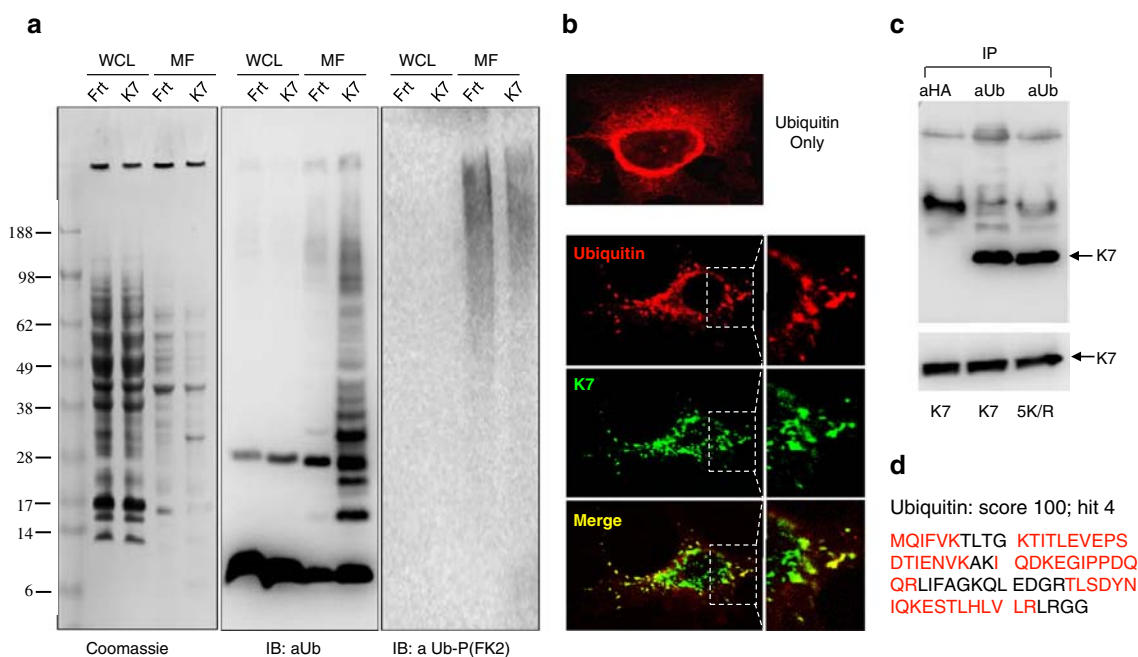 a
WCL MF WCL MF WCL MF
Frt K7 Frt K7 Frt K7 Frt K7 Frt K7 Frt K7
188
98
62
49
38
28
17
14
6
Coomassie IB: aUb IB: a Ub-P(FK2)
b
Ubiquitin
Only
Ubiquitin
K7
Merge
c
IP
aHA aUb aUb
K7
K7
K7 K7 5K/R
d
Ubiquitin: score 100; hit 4
MQIFVKTLTG KTITLEVEPS
DTIENVKAKI QDKEGIPPDQ
QRLIFAGKQL EDGRTLSDYN
IQKESTLHLV LRLRGG